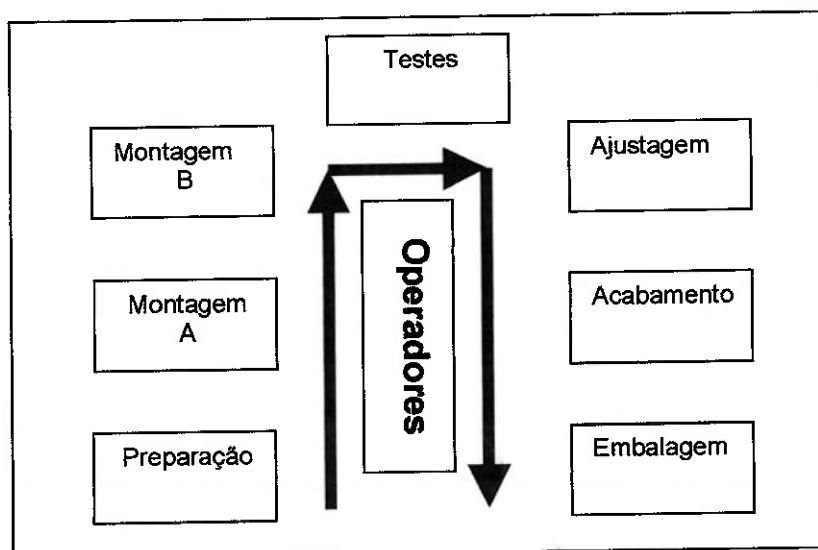 Testes
Montagem
B
Ajustagem
Montagem
A
Operadores
Acabamento
Preparação
Embalagem